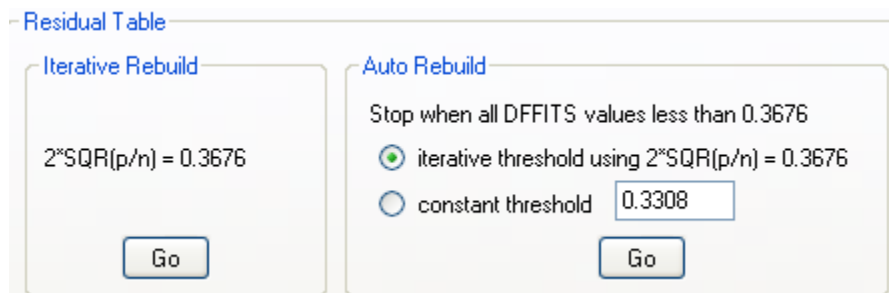 Residual Table
Iterative Rebuild
2*SQR(p/n) = 0.3676
Go
Auto Rebuild
Stop when all DFFITS values less than 0.3676
iterative threshold using 2*SQR(p/n) = 0.3676
constant threshold 0.3308
Go